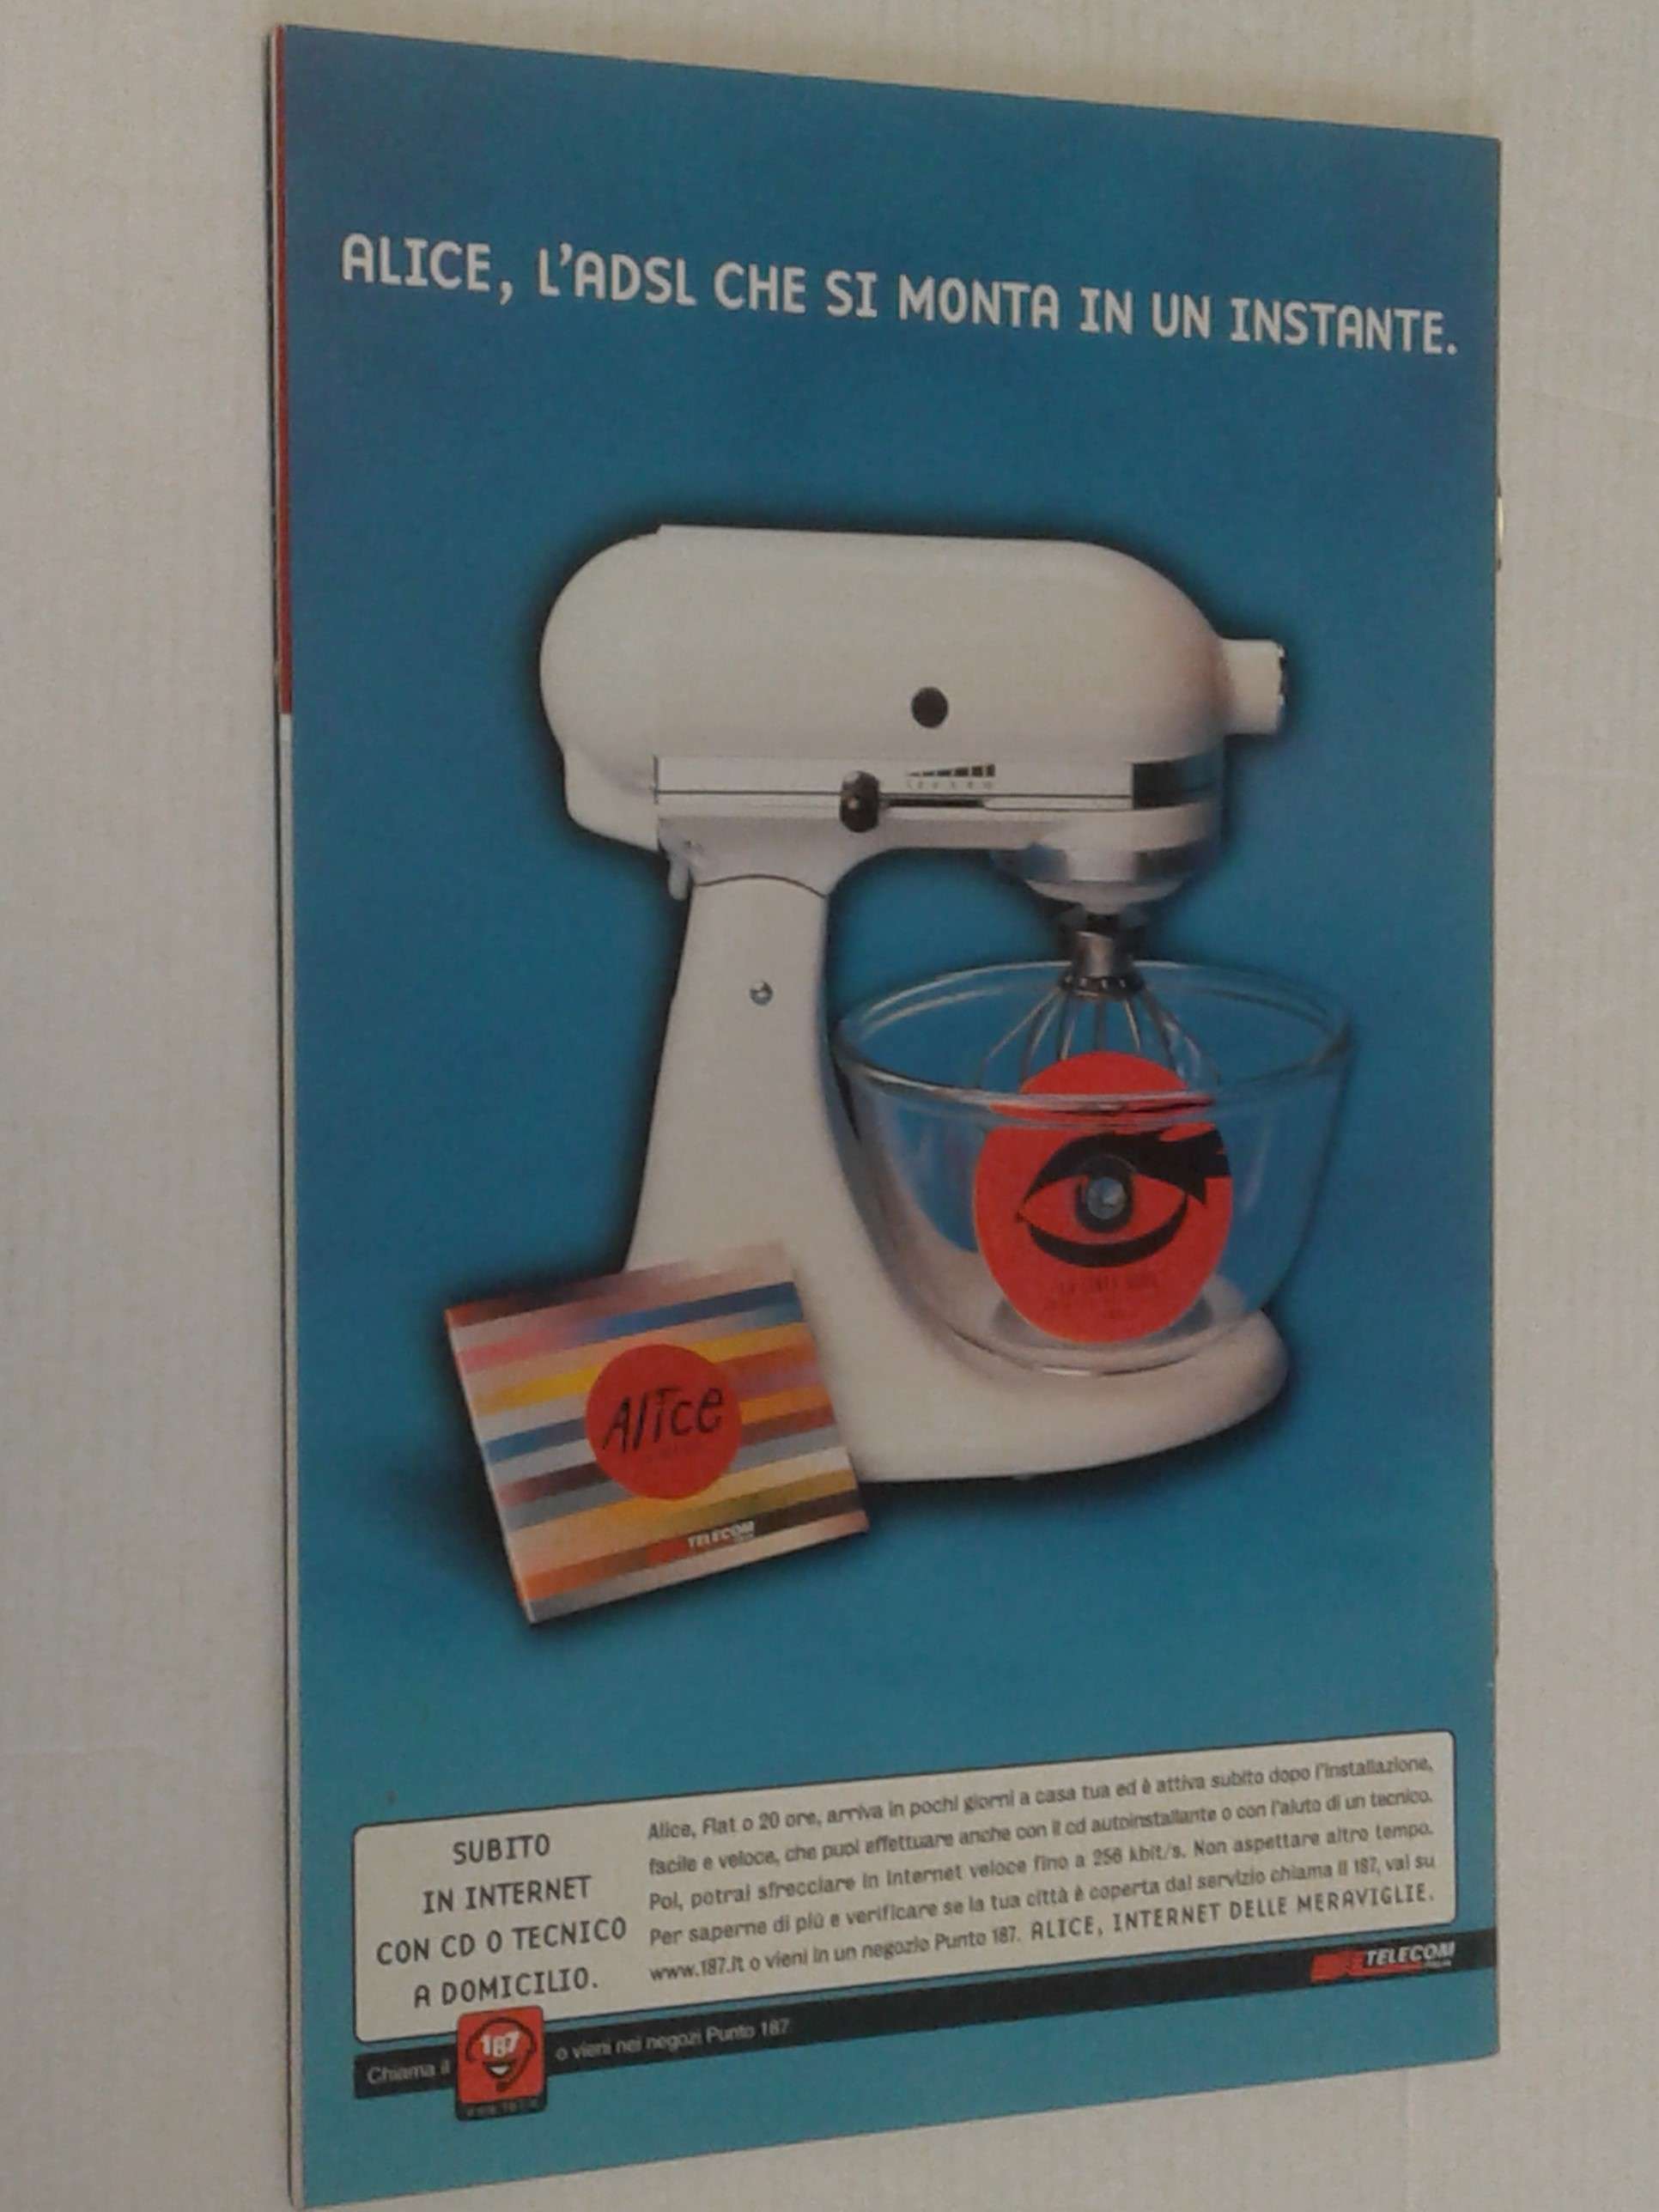 ALICE, L'ADSL CHE SI MONTA IN UN INSTANTE.
Alice
TELECOM
SUBITO
IN INTERNET
CON CD O TECNICO
A DOMICILIO.
Alice, Flat o 20 ore, arriva in pochi giorni a casa tua ed è attiva subito dopo l'installazione,
facile e veloce, che puoi effettuare anche con il cd autoinstallante o con l'aiuto di un tecnico.
Poi, potrai sfrecciare in Internet veloce fino a 256 kbit/s. Non aspettare altro tempo.
Per saperne di più e verificare se la tua città è coperta dal servizio chiama il 187, vai su
www.187.it o vieni in un negozio Punto 187. ALICE, INTERNET DELLE MERAVIGLIE.
TELECOM
Chiama il 187 o vieni nei negozi Punto 187